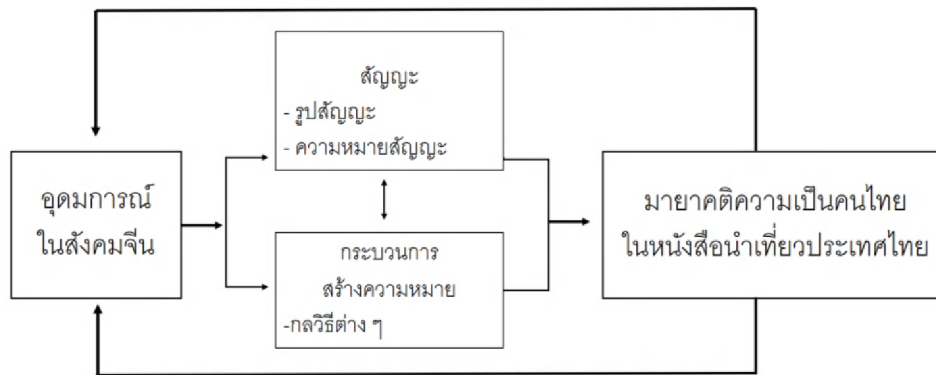 สัญญะ
- รูปสัญญะ
- ความหมายสัญญะ
อุดมการณ์
ในสังคมจีน
กระบวนการ
สร้างความหมาย
-กลวิธีต่าง ๆ
มายาคติความเป็นคนไทย
ในหนังสือนำเที่ยวประเทศไทย